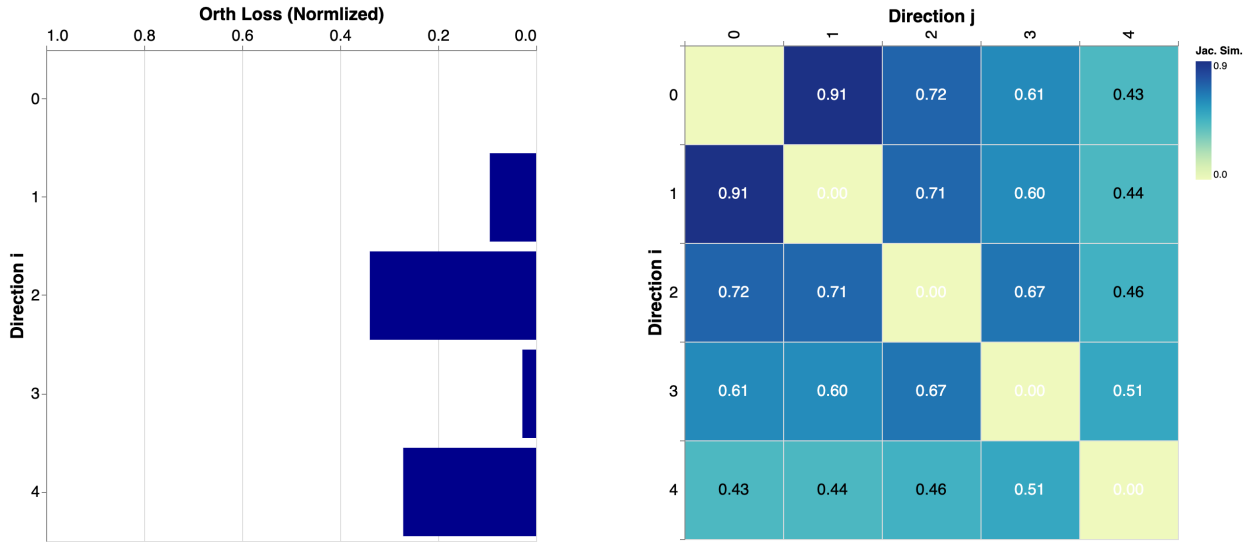 Orth Loss (Normlized)
1.0 0.8 0.6 0.4 0.2 0.0
Direction i
0
1
2
3
4
Direction j
0 1 2 3 4
Direction i
0 0.91 0.72 0.61 0.43
1 0.91 0.00 0.71 0.60 0.44
2 0.72 0.71 0.00 0.67 0.46
3 0.61 0.60 0.67 0.00 0.51
4 0.43 0.44 0.46 0.51 0.00
Jac. Sim.
0.9
0.0